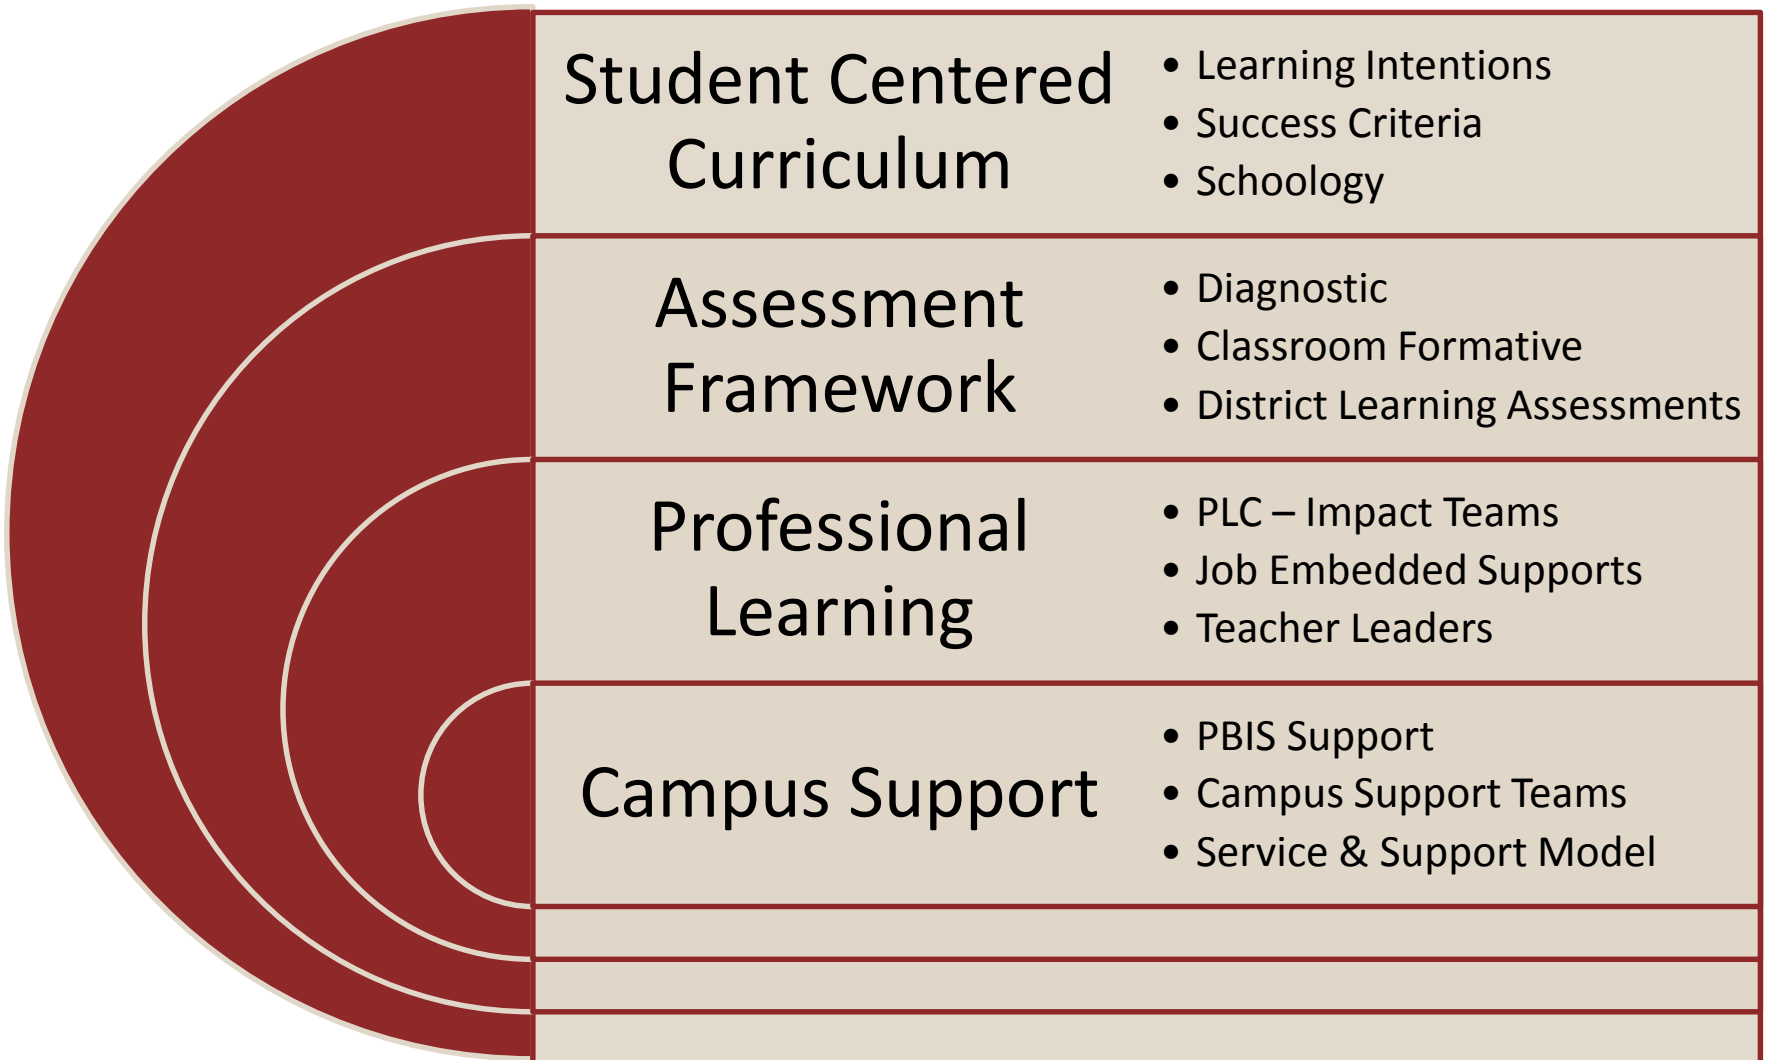 Student Centered
Curriculum
• Learning Intentions
• Success Criteria
• Schoology
Assessment
Framework
• Diagnostic
• Classroom Formative
• District Learning Assessments
Professional
Learning
• PLC – Impact Teams
• Job Embedded Supports
• Teacher Leaders
Campus Support
• PBIS Support
• Campus Support Teams
• Service & Support Model